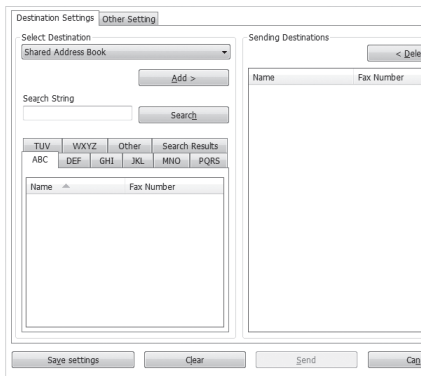 Destination Settings Other Setting
Select Destination
Shared Address Book
Add >
Search String
Search
TUV WXYZ Other Search Results
ABC DEF GHI JKL MNO PQRS
Name Fax Number
Sending Destinations
< Dele
Name Fax Number
Save settings Clear Send Can